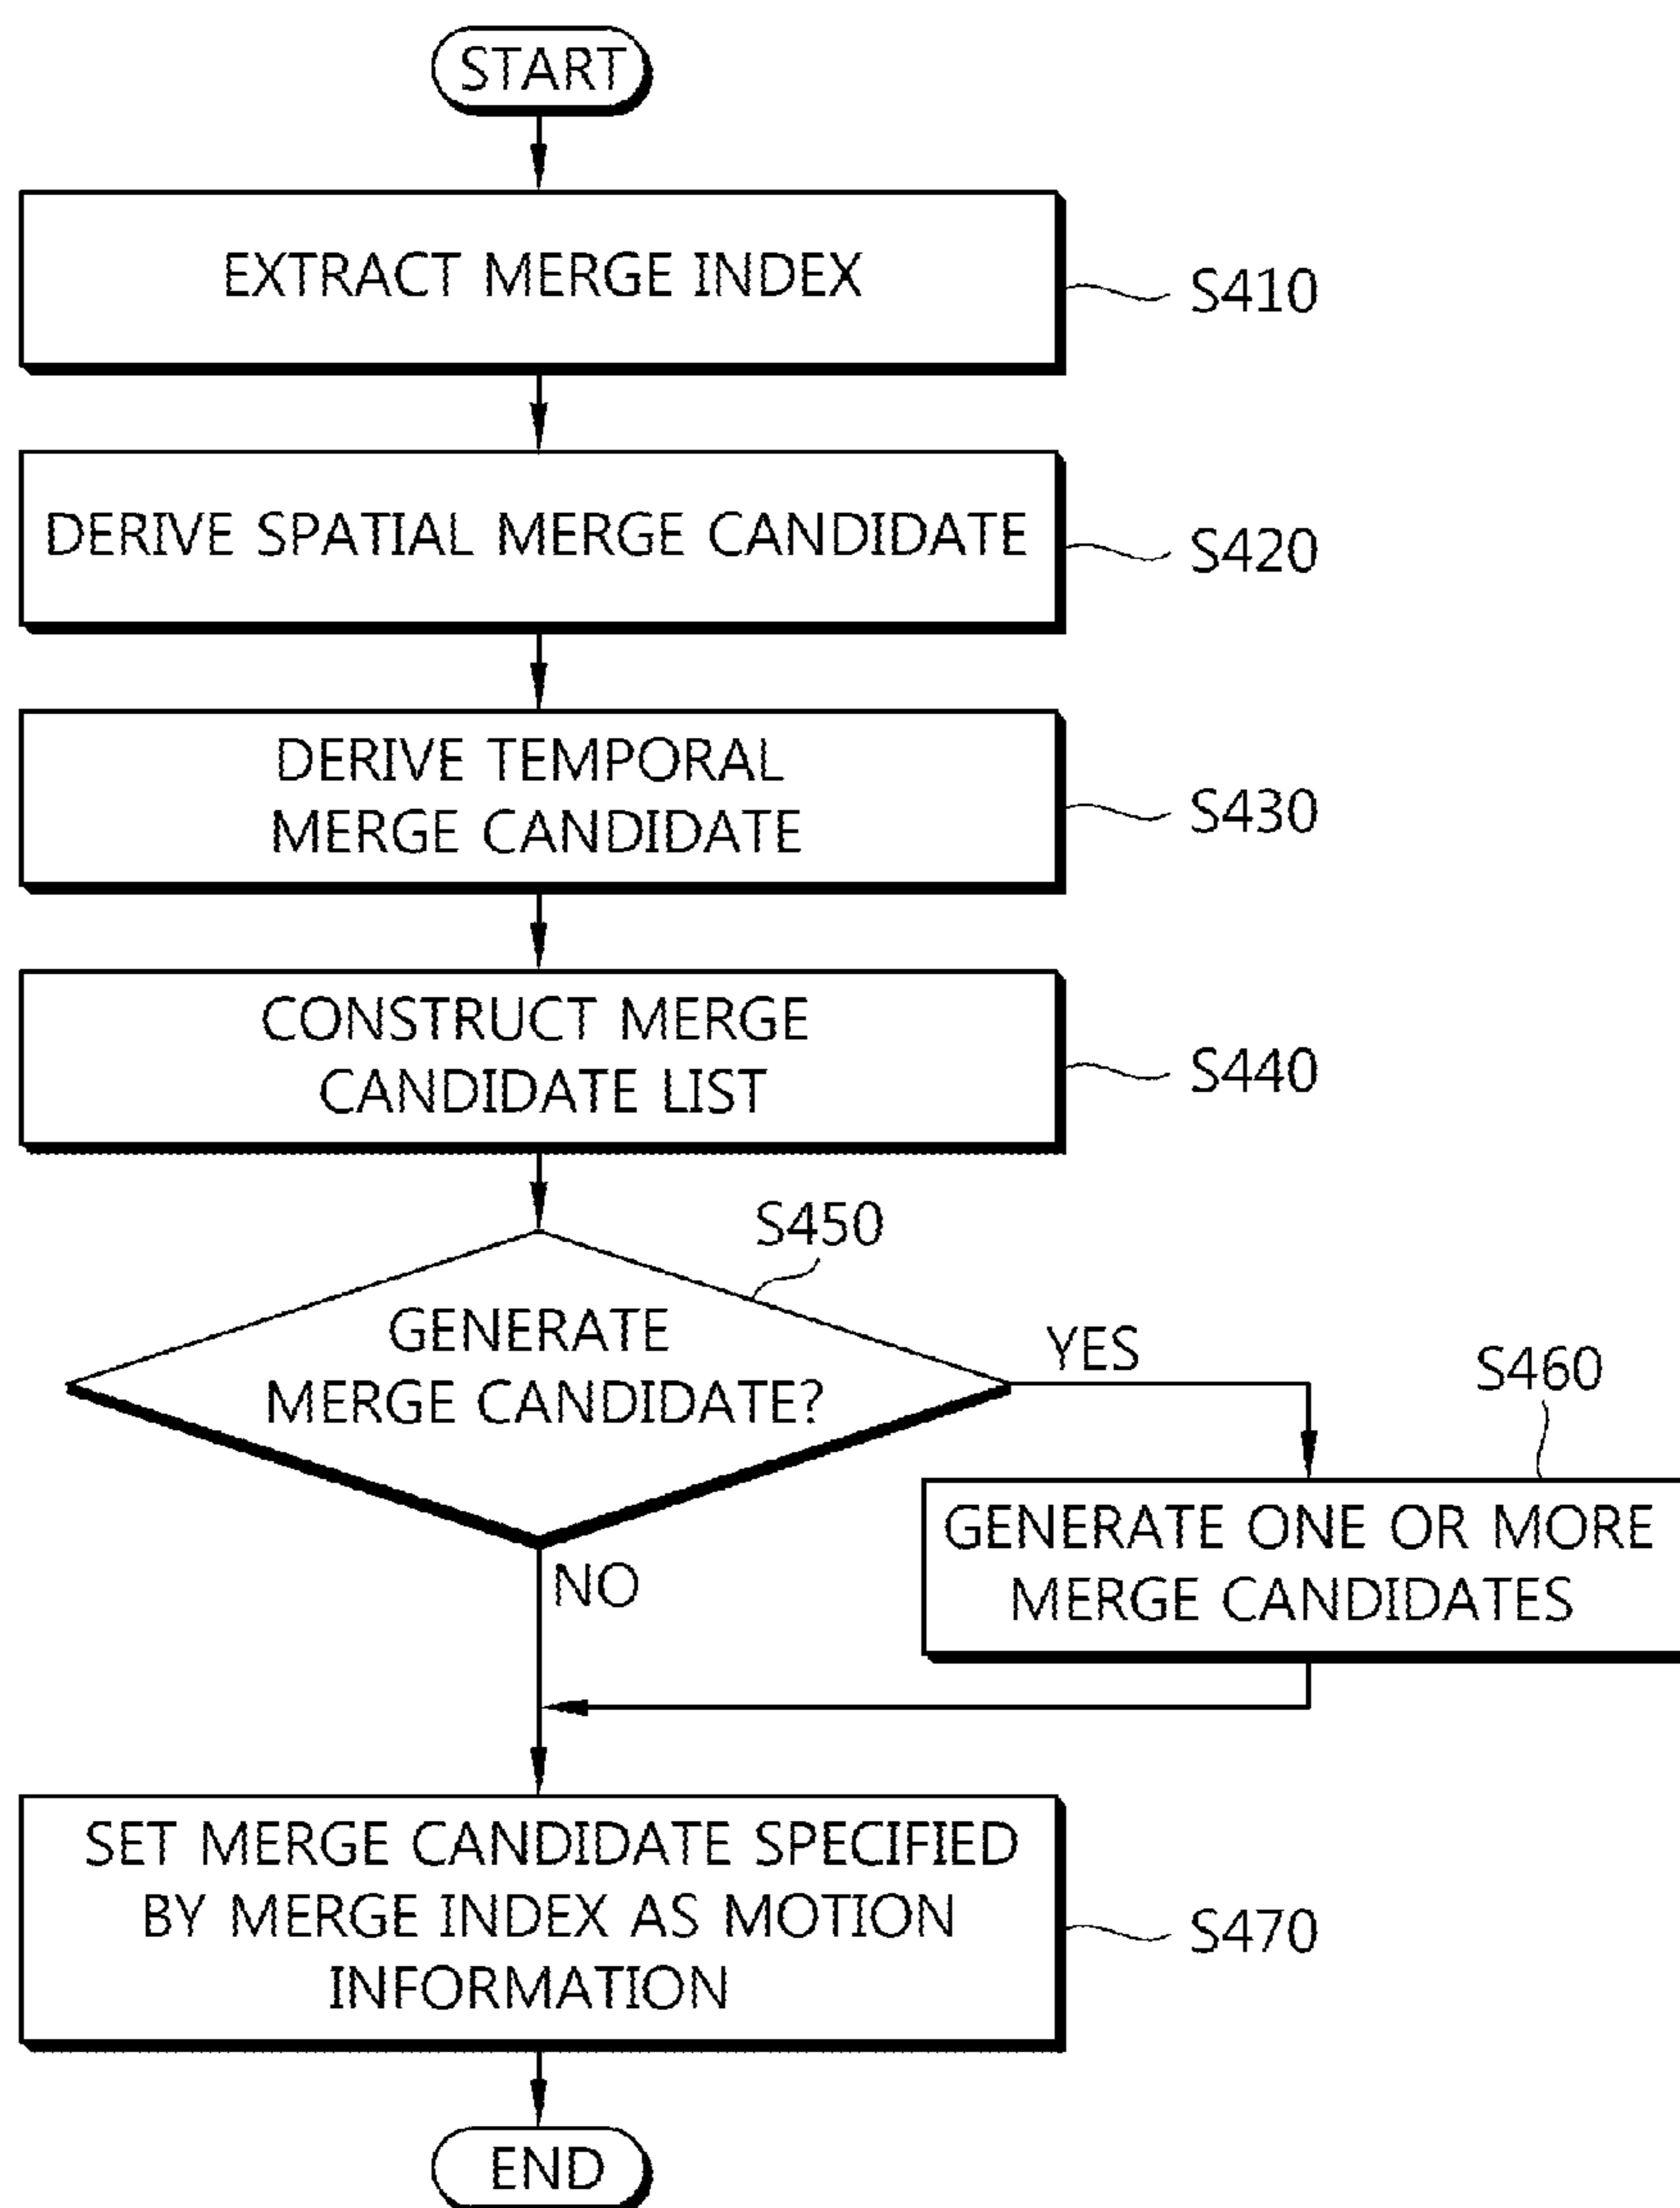 START
EXTRACT MERGE INDEX
S410
DERIVE SPATIAL MERGE CANDIDATE
S420
DERIVE TEMPORAL
MERGE CANDIDATE
S430
CONSTRUCT MERGE
CANDIDATE LIST
S440
S450
GENERATE
MERGE CANDIDATE?
YES
S460
GENERATE ONE OR MORE
MERGE CANDIDATES
NO
SET MERGE CANDIDATE SPECIFIED
BY MERGE INDEX AS MOTION
INFORMATION
S470
END